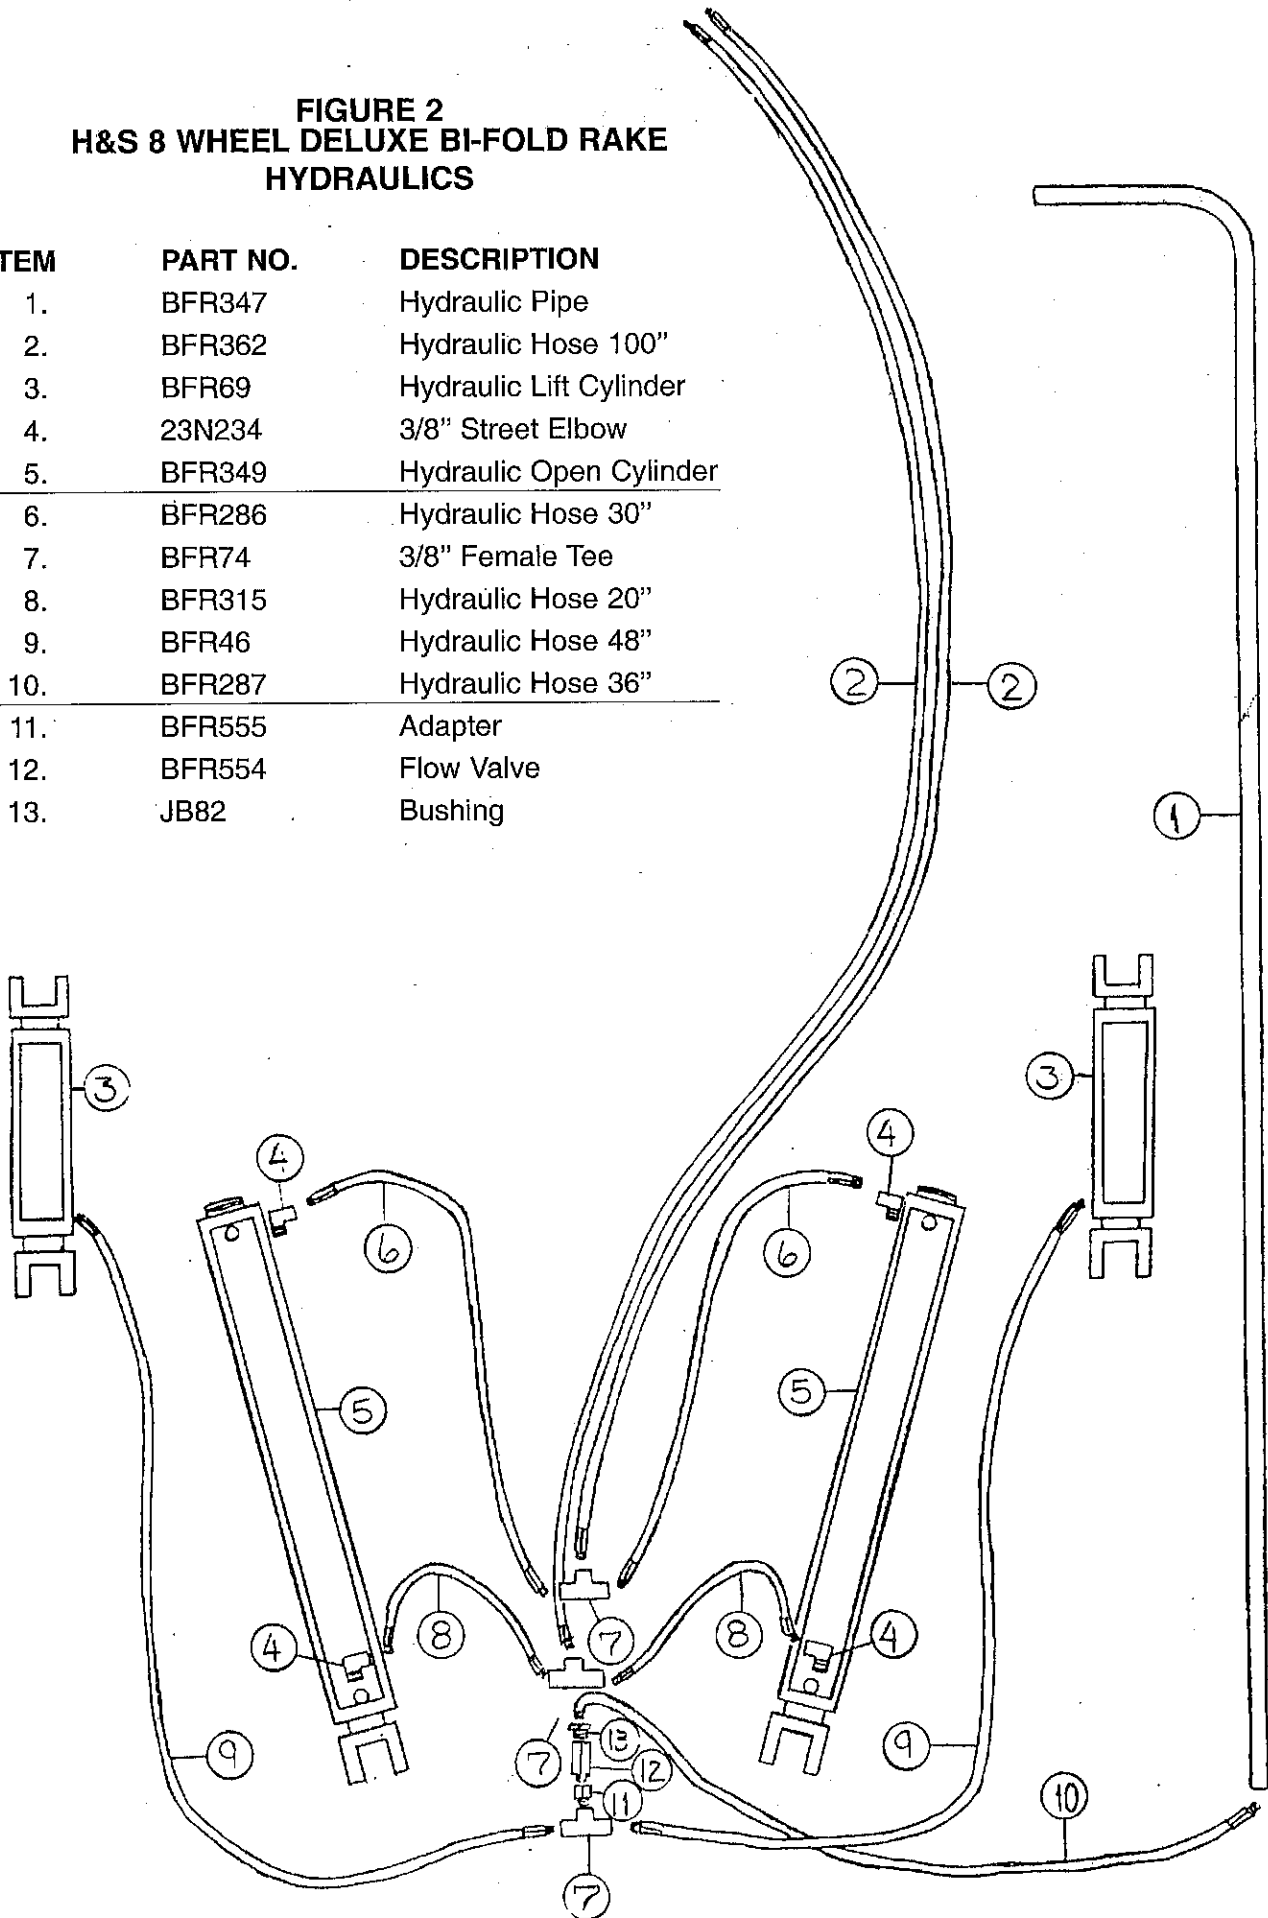 FIGURE 2
H&S 8 WHEEL DELUXE BI-FOLD RAKE
HYDRAULICS
TEM PART NO. DESCRIPTION
1. BFR347 Hydraulic Pipe
2. BFR362 Hydraulic Hose 100"
3. BFR69 Hydraulic Lift Cylinder
4. 23N234 3/8" Street Elbow
5. BFR349 Hydraulic Open Cylinder
6. BFR286 Hydraulic Hose 30"
7. BFR74 3/8" Female Tee
8. BFR315 Hydraulic Hose 20"
9. BFR46 Hydraulic Hose 48"
10. BFR287 Hydraulic Hose 36"
11. BFR555 Adapter
12. BFR554 Flow Valve
13. JB82 Bushing
2 2
1
3 3
4 4
6 6
5 5
8 7 8
4 4
9 7 13 9
12
11 10
7